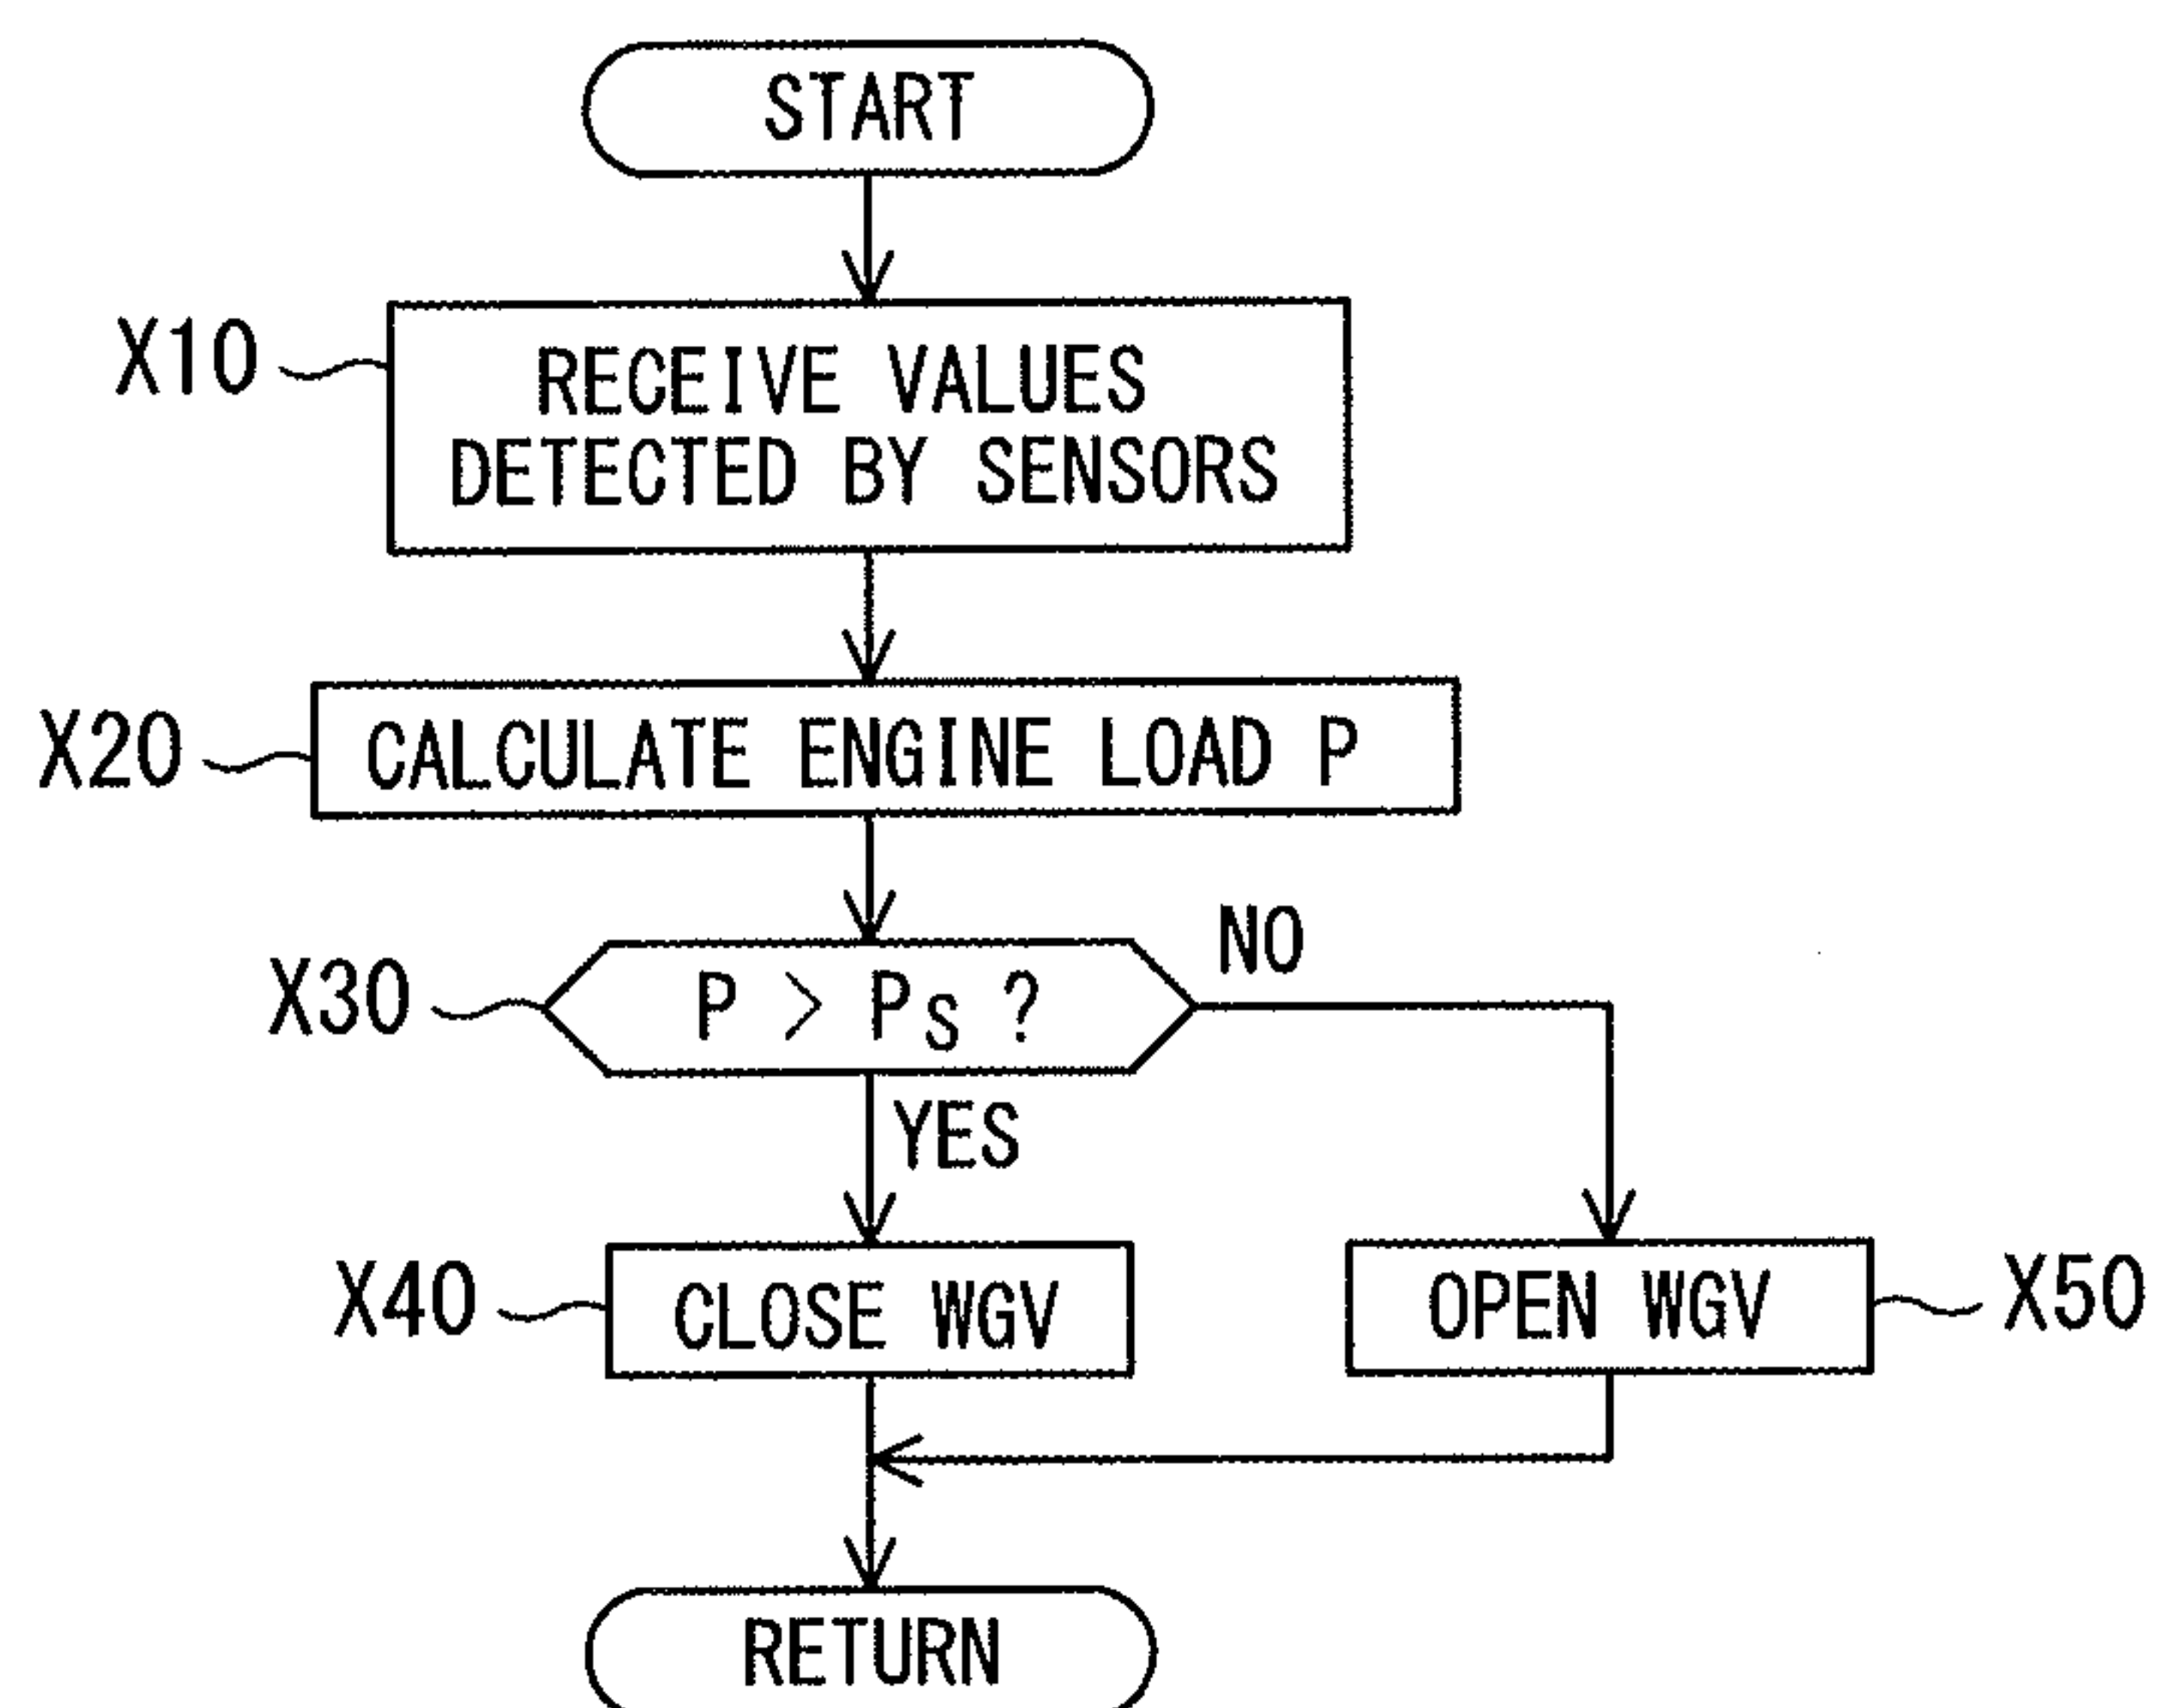 START
X10
RECEIVE VALUES
DETECTED BY SENSORS
X20
CALCULATE ENGINE LOAD P
X30
P > PS ?
NO
YES
X40
CLOSE WGV
OPEN WGV
X50
RETURN